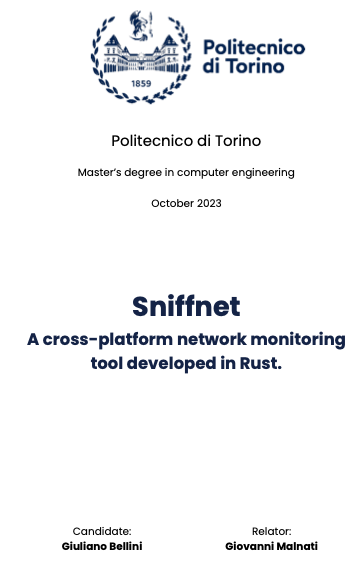 Politecnico
di Torino
1859
Politecnico di Torino
Master's degree in computer engineering
October 2023
Sniffnet
A cross-platform network monitoring
tool developed in Rust.
Candidate:
Giuliano Bellini
Relator:
Giovanni Malnati